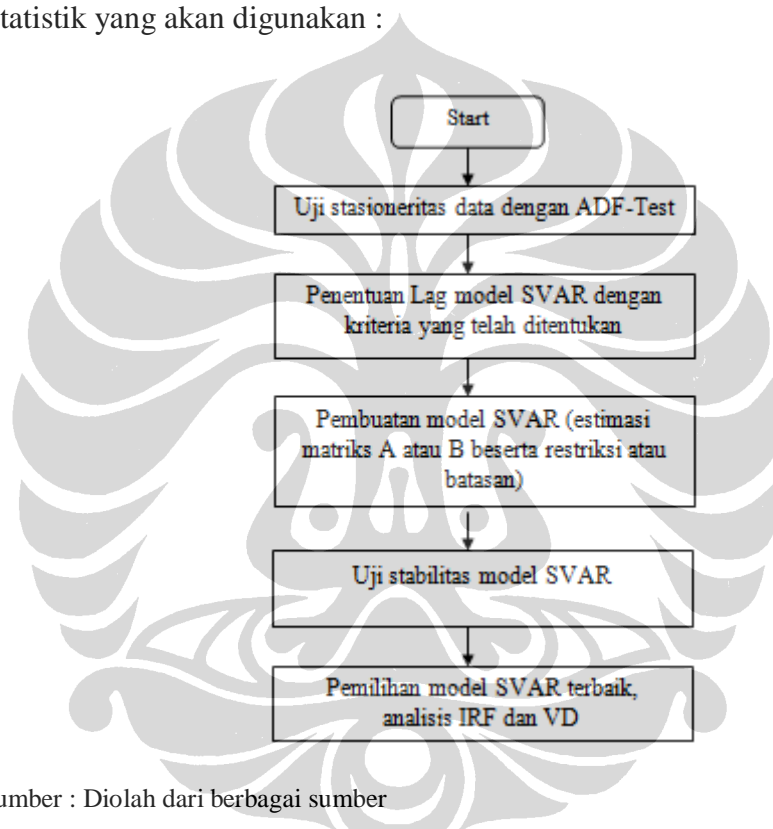 tatistik yang akan digunakan :
Start
Uji stasioneritas data dengan ADF-Test
Penentuan Lag model SVAR dengan
kriteria yang telah ditentukan
Pembuatan model SVAR (estimasi
matriks A atau B beserta restriksi atau
batasan)
Uji stabilitas model SVAR
Pemilihan model SVAR terbaik,
analisis IRF dan VD
umber : Diolah dari berbagai sumber